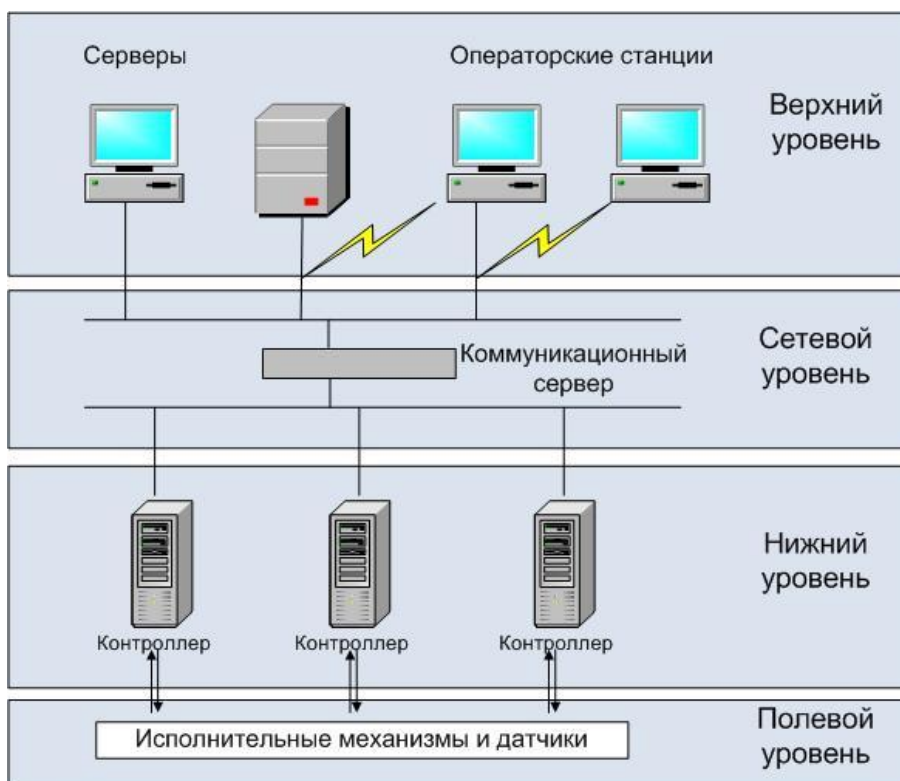 Серверы
Операторские станции
Верхний
уровень
Сетевой
уровень
Коммуникационный
сервер
Нижний
уровень
Контроллер
Контроллер
Контроллер
Полевой
уровень
Исполнительные механизмы и датчики